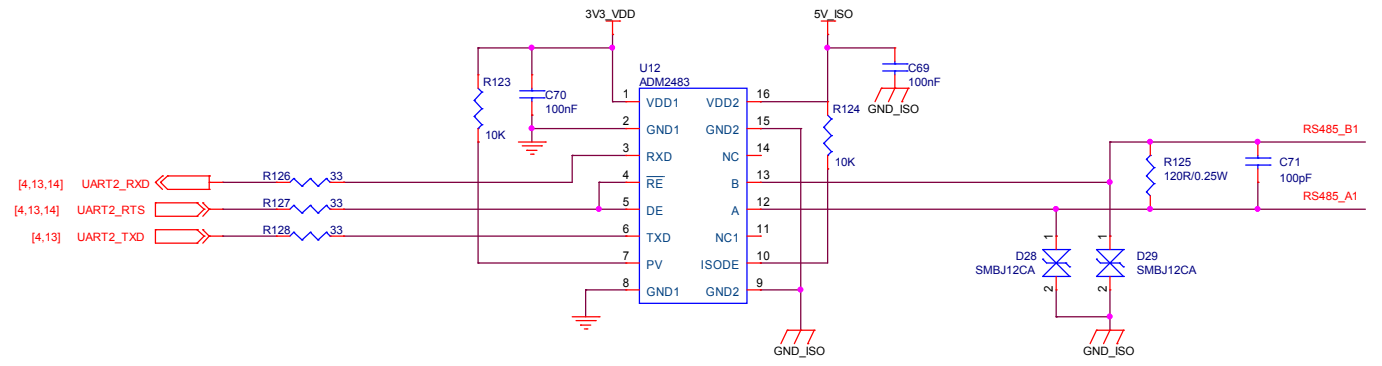 3V3_VDD
5V_ISO
R123
10K
C70
100nF
U12
ADM2483
C69
100nF
GND_ISO
R124
10K
1 VDD1 VDD2 16
2 GND1 GND2 15
3 RXD NC 14
4 RE B 13
5 DE A 12
6 TXD NC1 11
7 PV ISODE 10
8 GND1 GND2 9
[4,13,14] UART2_RXD R126 33
[4,13,14] UART2_RTS R127 33
[4,13] UART2_TXD R128 33
RS485_B1
R125
120R/0.25W
C71
100pF
RS485_A1
1
D28
SMBJ12CA
2
1
D29
SMBJ12CA
2
GND_ISO
GND_ISO